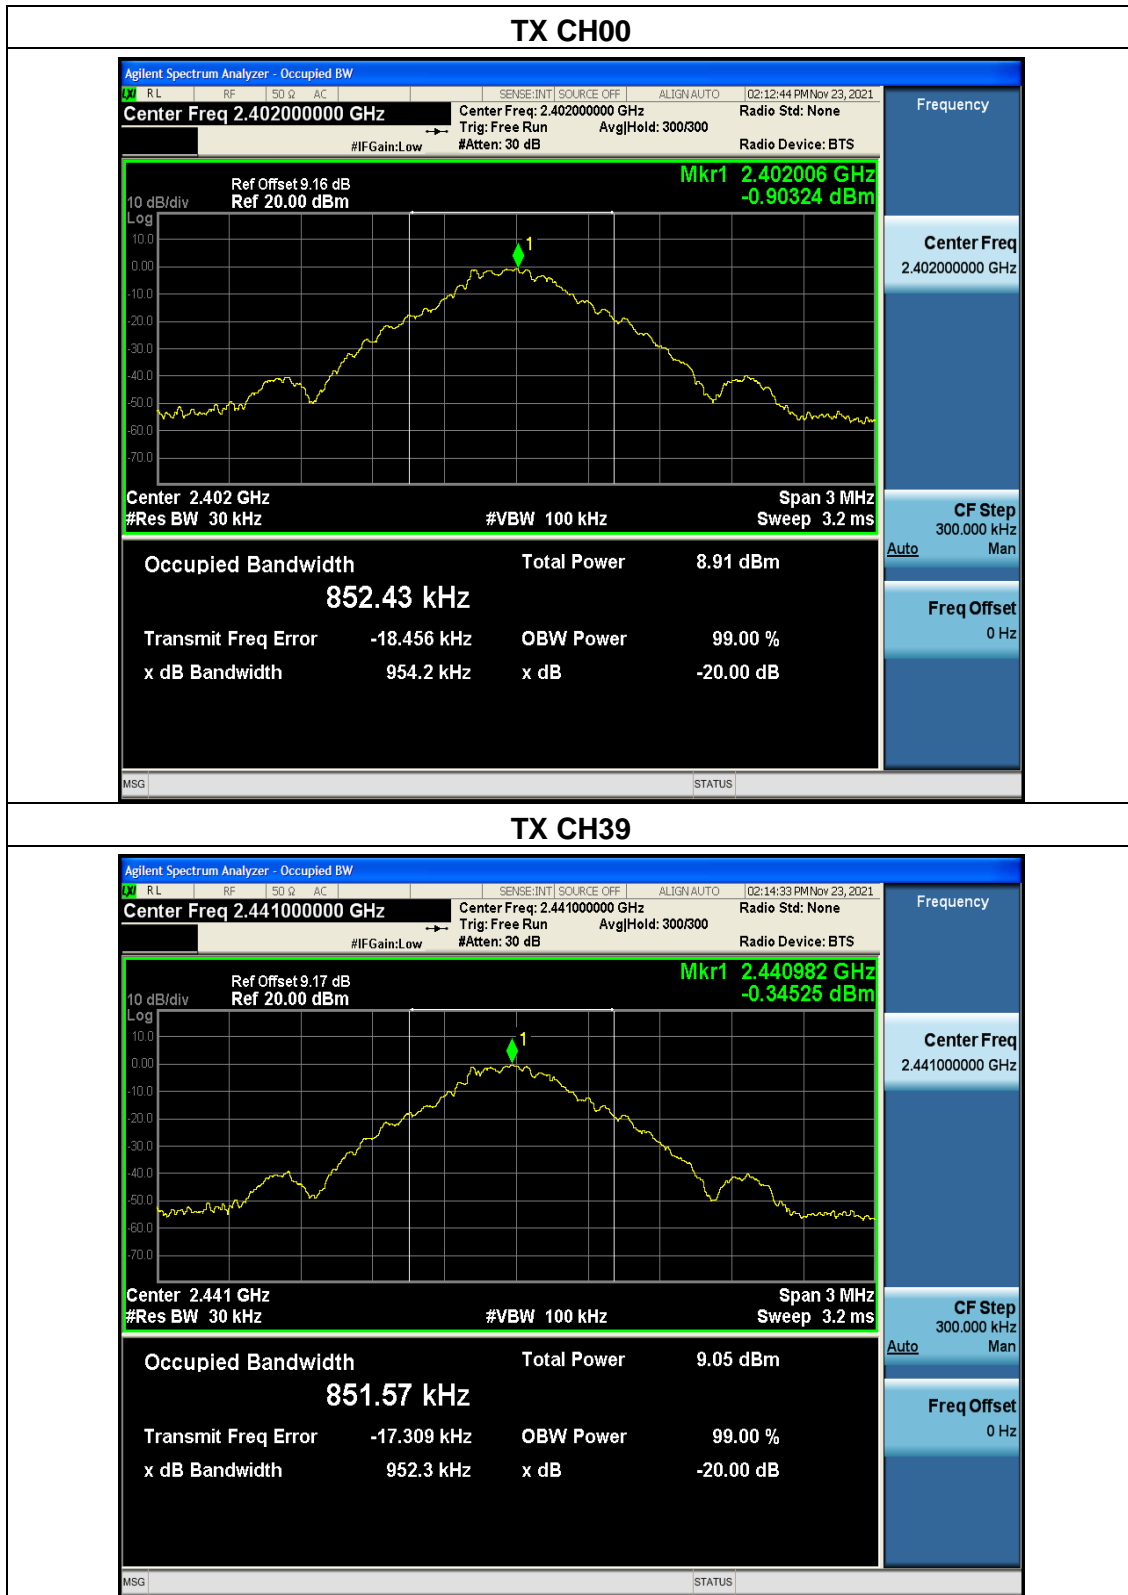 TX CH00
Agilent Spectrum Analyzer - Occupied BW
LXI RL RF 50 Ω AC SENSE:INT SOURCE OFF ALIGN AUTO 02:12:44 PM Nov 23, 2021
Center Freq 2.402000000 GHz Center Freq: 2.402000000 GHz Radio Std: None Frequency
Trig: Free Run Avg|Hold: 300/300
#IFGain:Low #Atten: 30 dB Radio Device: BTS
Mkr1 2.402006 GHz
Ref Offset 9.16 dB
10 dB/div Ref 20.00 dBm -0.90324 dBm
Log
10.0
0.00
-10.0
-20.0
-30.0
-40.0
-50.0
-60.0
-70.0
1
Center Freq
2.402000000 GHz
Center 2.402 GHz Span 3 MHz
#Res BW 30 kHz #VBW 100 kHz Sweep 3.2 ms
CF Step
300.000 kHz
Auto Man
Occupied Bandwidth Total Power 8.91 dBm
852.43 kHz
Freq Offset
0 Hz
Transmit Freq Error -18.456 kHz OBW Power 99.00 %
x dB Bandwidth 954.2 kHz x dB -20.00 dB
MSG STATUS
TX CH39
Agilent Spectrum Analyzer - Occupied BW
LXI RL RF 50 Ω AC SENSE:INT SOURCE OFF ALIGN AUTO 02:14:33 PM Nov 23, 2021
Center Freq 2.441000000 GHz Center Freq: 2.441000000 GHz Radio Std: None Frequency
Trig: Free Run Avg|Hold: 300/300
#IFGain:Low #Atten: 30 dB Radio Device: BTS
Mkr1 2.440982 GHz
Ref Offset 9.17 dB
10 dB/div Ref 20.00 dBm -0.34525 dBm
Log
10.0
0.00
-10.0
-20.0
-30.0
-40.0
-50.0
-60.0
-70.0
1
Center Freq
2.441000000 GHz
Center 2.441 GHz Span 3 MHz
#Res BW 30 kHz #VBW 100 kHz Sweep 3.2 ms
CF Step
300.000 kHz
Auto Man
Occupied Bandwidth Total Power 9.05 dBm
851.57 kHz
Freq Offset
0 Hz
Transmit Freq Error -17.309 kHz OBW Power 99.00 %
x dB Bandwidth 952.3 kHz x dB -20.00 dB
MSG STATUS